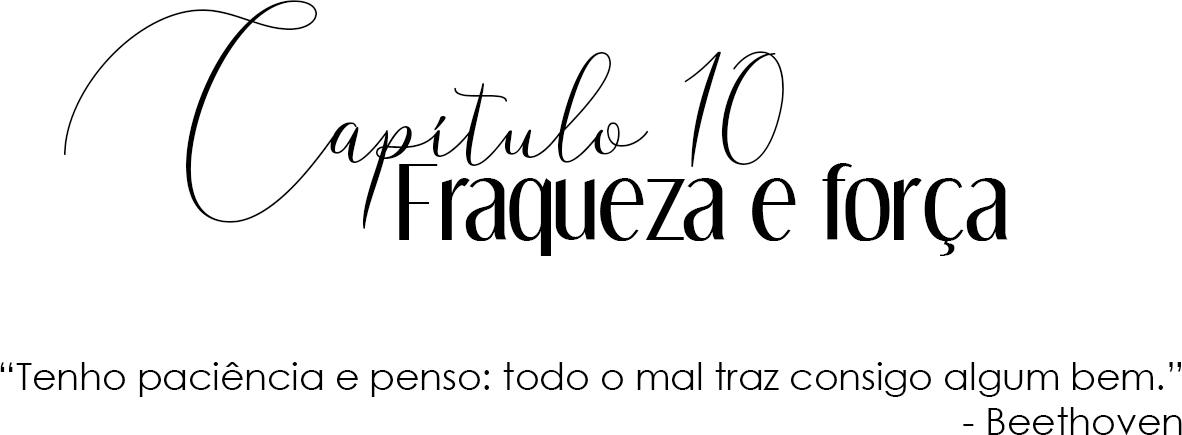 Capítulo 10
Fraqueza e força
“Tenho paciência e penso: todo o mal traz consigo algum bem.”
- Beethoven